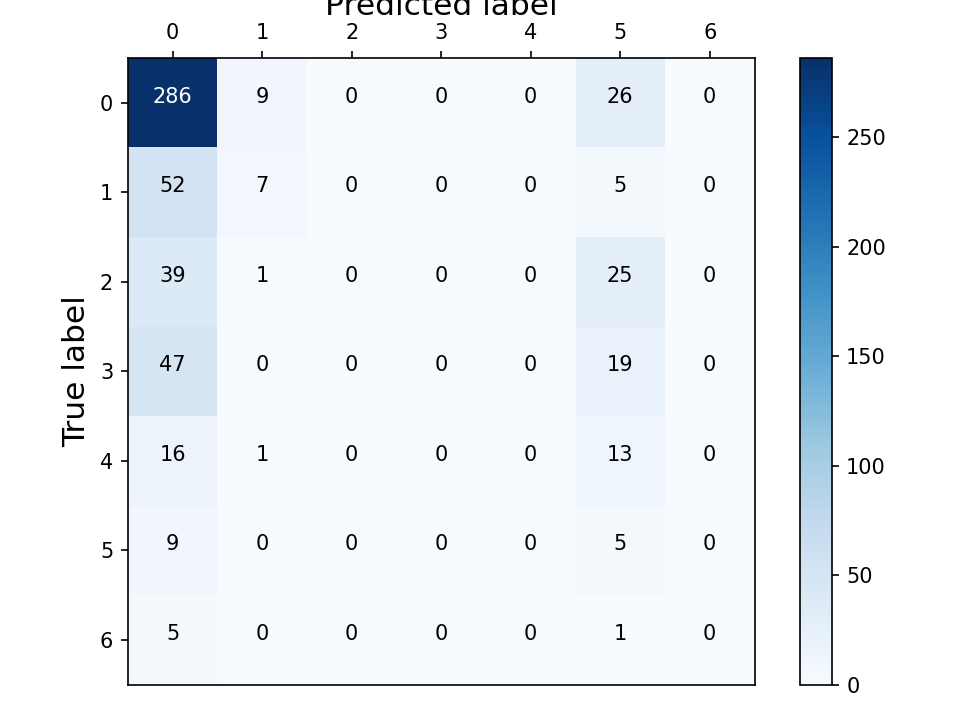 Predicted label
0 1 2 3 4 5 6
0 286 9 0 0 0 26 0
1 52 7 0 0 0 5 0
2 39 1 0 0 0 25 0
3 47 0 0 0 0 19 0
4 16 1 0 0 0 13 0
5 9 0 0 0 0 5 0
6 5 0 0 0 0 1 0
True label
250
200
150
100
50
0